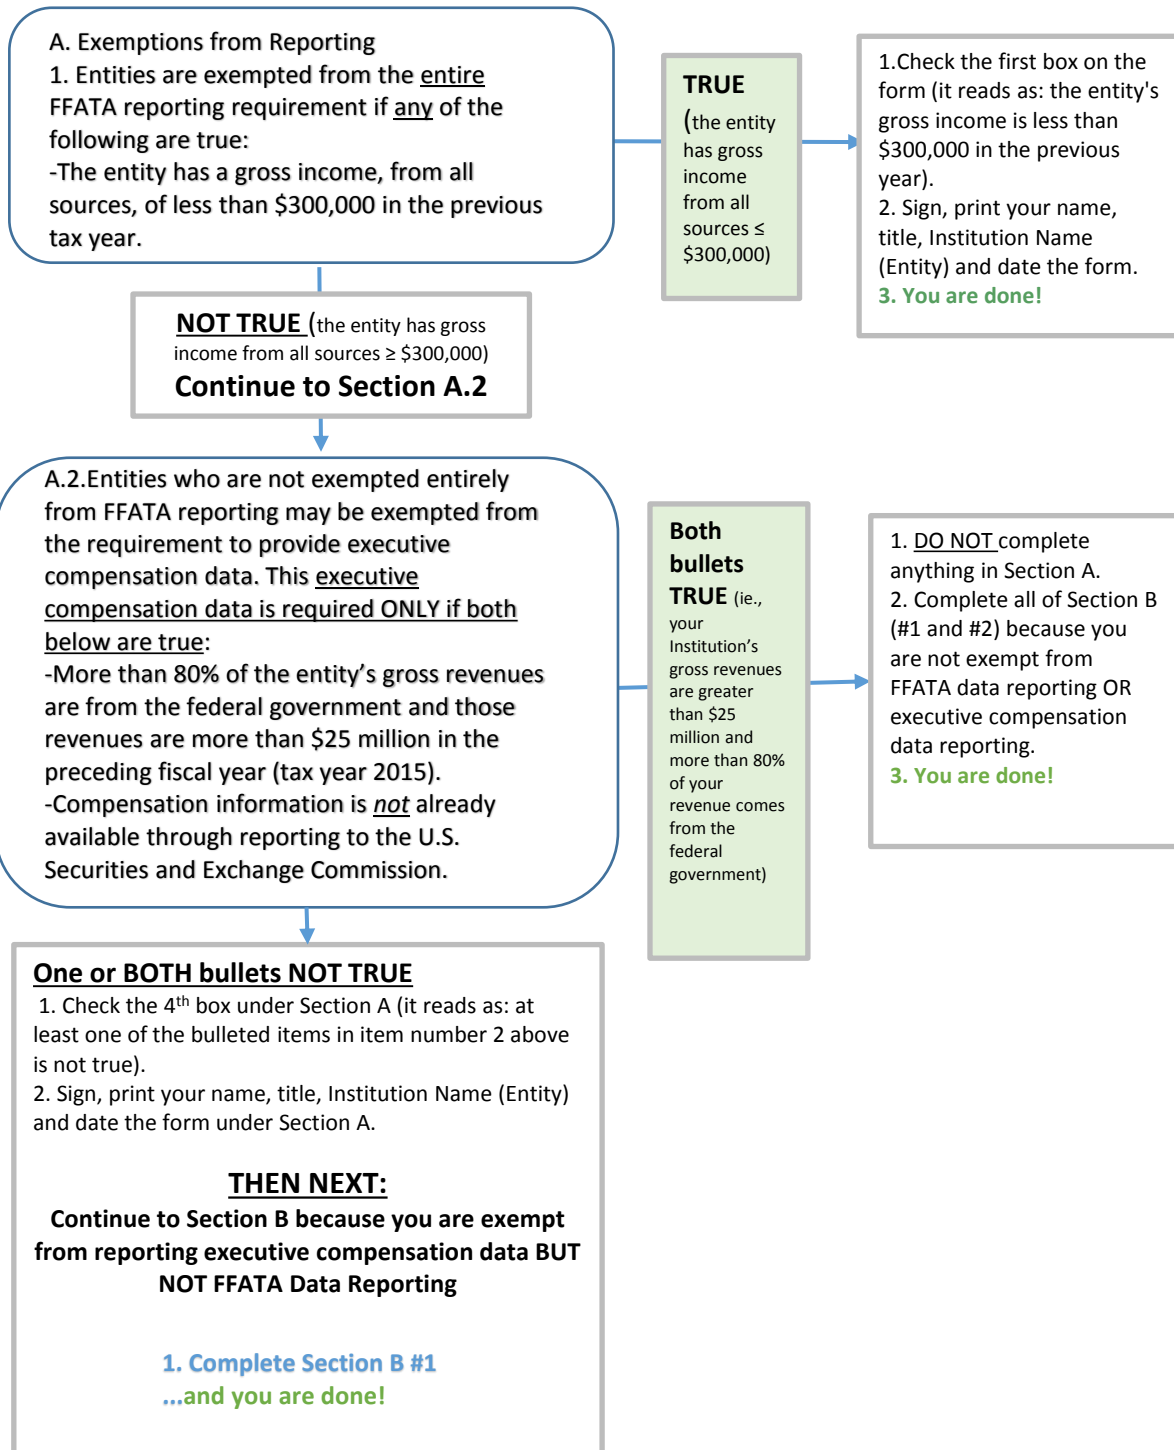 A. Exemptions from Reporting
1. Entities are exempted from the entire
FFATA reporting requirement if any of the
following are true:
-The entity has a gross income, from all
sources, of less than $300,000 in the previous
tax year.
TRUE
(the entity
has gross
income
from all
sources ≤
$300,000)
1.Check the first box on the
form (it reads as: the entity's
gross income is less than
$300,000 in the previous
year).
2. Sign, print your name,
title, Institution Name
(Entity) and date the form.
3. You are done!
NOT TRUE (the entity has gross
income from all sources ≥ $300,000)
Continue to Section A.2
A.2.Entities who are not exempted entirely
from FFATA reporting may be exempted from
the requirement to provide executive
compensation data. This executive
compensation data is required ONLY if both
below are true:
-More than 80% of the entity’s gross revenues
are from the federal government and those
revenues are more than $25 million in the
preceding fiscal year (tax year 2015).
-Compensation information is not already
available through reporting to the U.S.
Securities and Exchange Commission.
Both
bullets
TRUE (ie.,
your
Institution’s
gross revenues
are greater
than $25
million and
more than 80%
of your
revenue comes
from the
federal
government)
1. DO NOT complete
anything in Section A.
2. Complete all of Section B
(#1 and #2) because you
are not exempt from
FFATA data reporting OR
executive compensation
data reporting.
3. You are done!
One or BOTH bullets NOT TRUE
1. Check the 4th box under Section A (it reads as: at
least one of the bulleted items in item number 2 above
is not true).
2. Sign, print your name, title, Institution Name (Entity)
and date the form under Section A.
THEN NEXT:
Continue to Section B because you are exempt
from reporting executive compensation data BUT
NOT FFATA Data Reporting
1. Complete Section B #1
...and you are done!